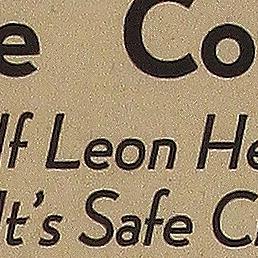 e Co
If Leon He
It's Safe C